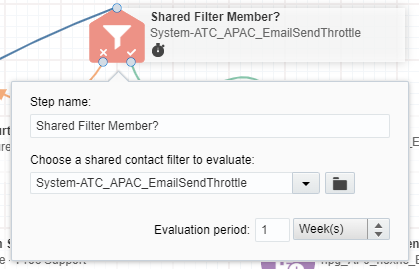 Shared Filter Member?
System-ATC_APAC_EmailSendThrottle
Step name:
Shared Filter Member?
Choose a shared contact filter to evaluate:
System-ATC_APAC_EmailSendThrottle
Evaluation period: 1 Week(s)